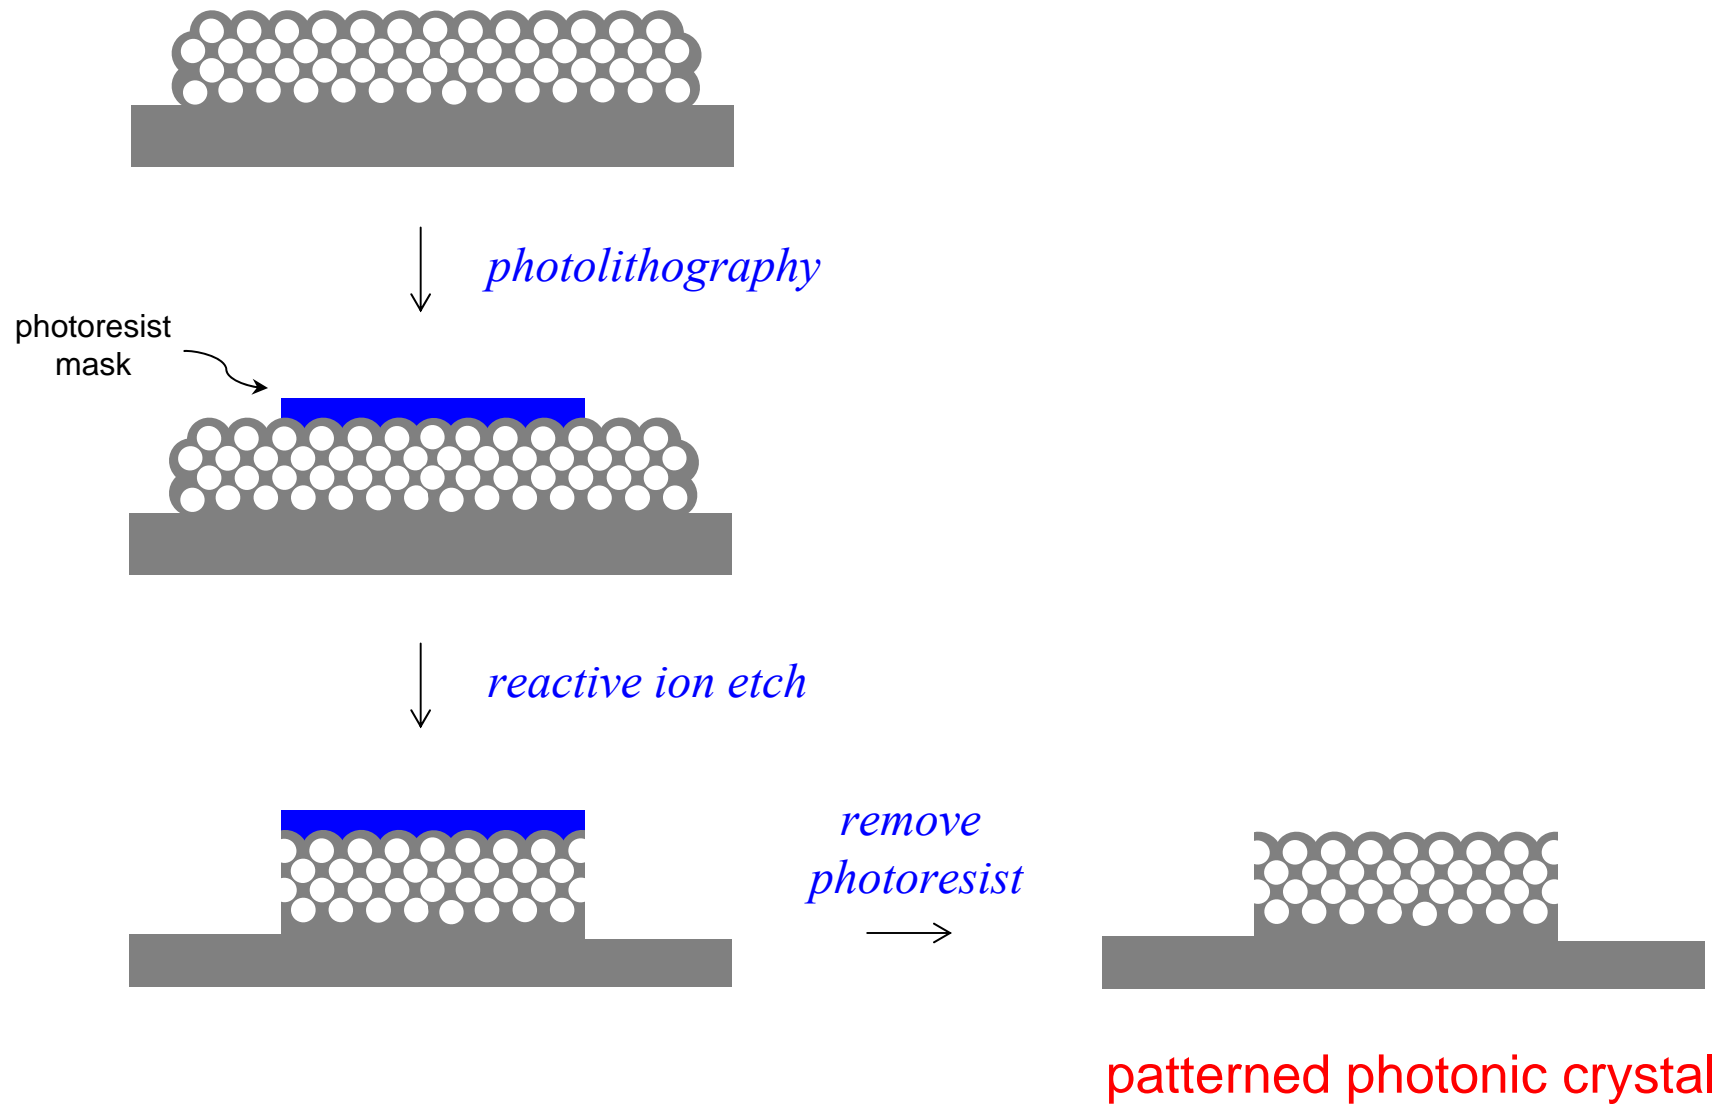 photolithography
photoresist
mask
reactive ion etch
remove
photoresist
patterned photonic crystal